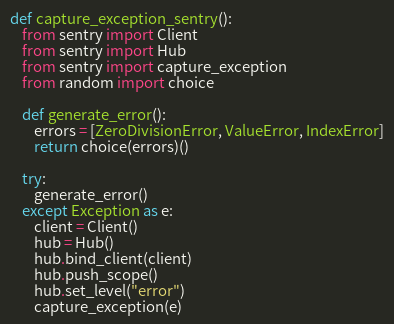 def capture_exception_sentry():
    from sentry import Client
    from sentry import Hub
    from sentry import capture_exception
    from random import choice

    def generate_error():
        errors = [ZeroDivisionError, ValueError, IndexError]
        return choice(errors)()

    try:
        generate_error()
    except Exception as e:
        client = Client()
        hub = Hub()
        hub.bind_client(client)
        hub.push_scope()
        hub.set_level("error")
        capture_exception(e)